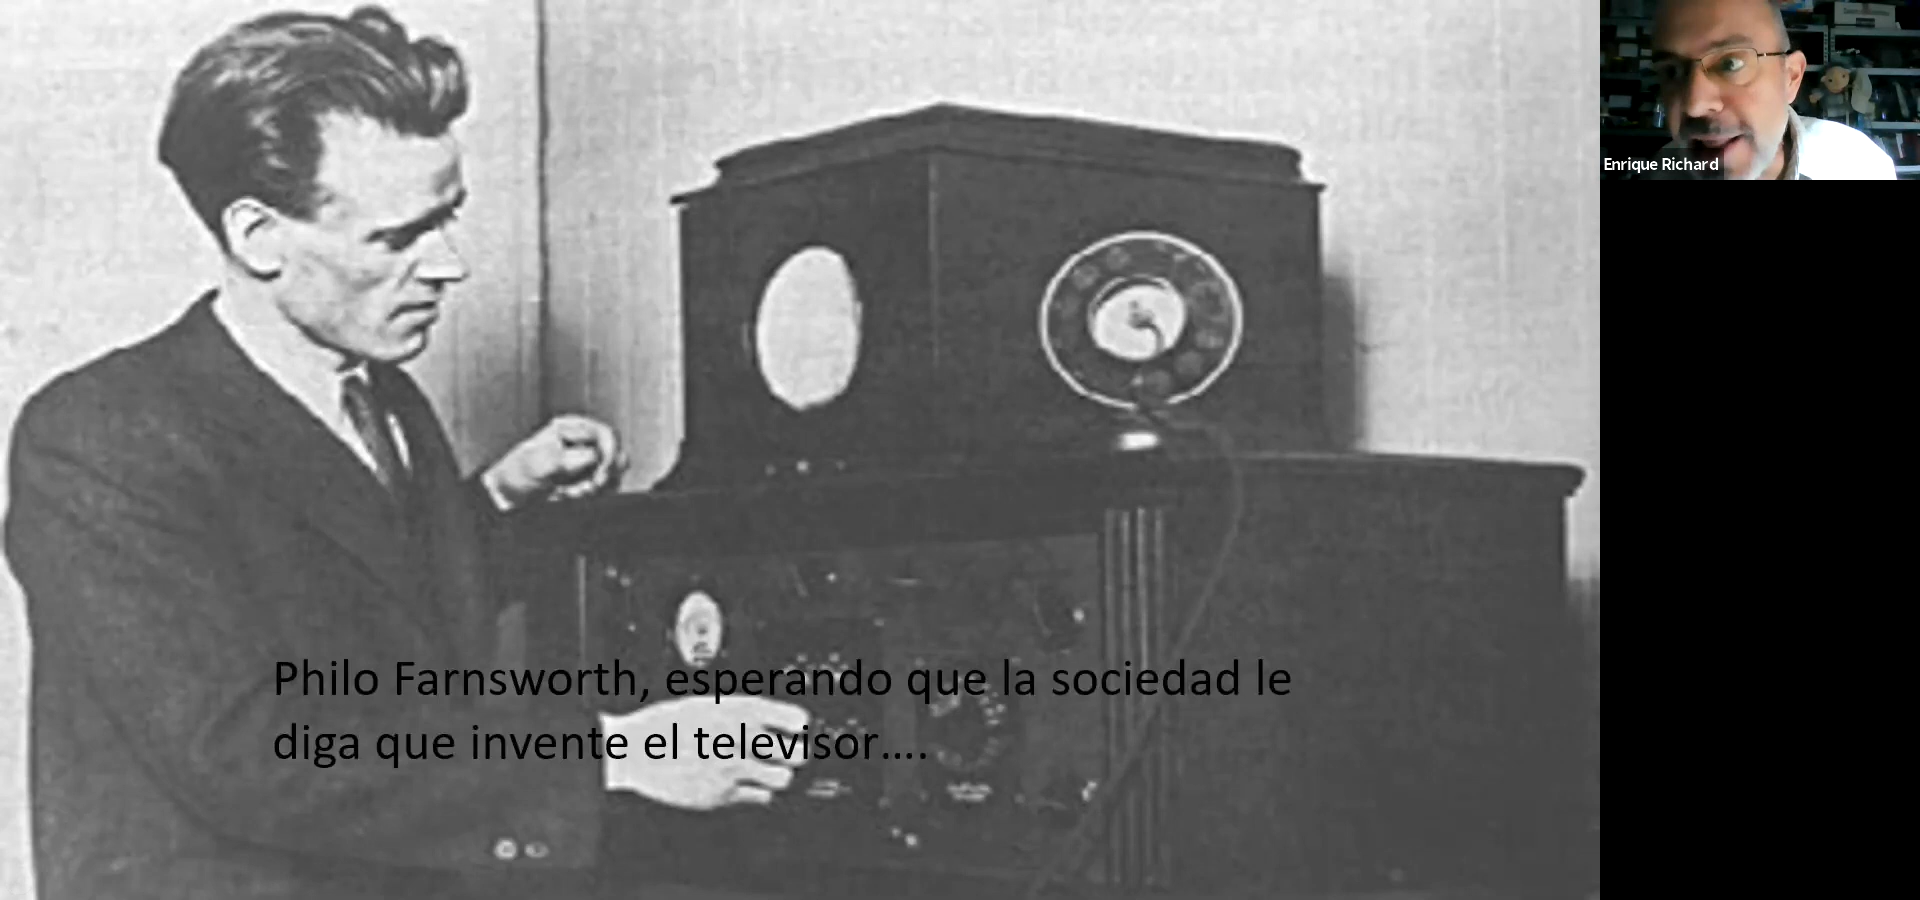 Philo Farnsworth, esperando que la sociedad le
diga que invente el televisor....
Enrique Richard